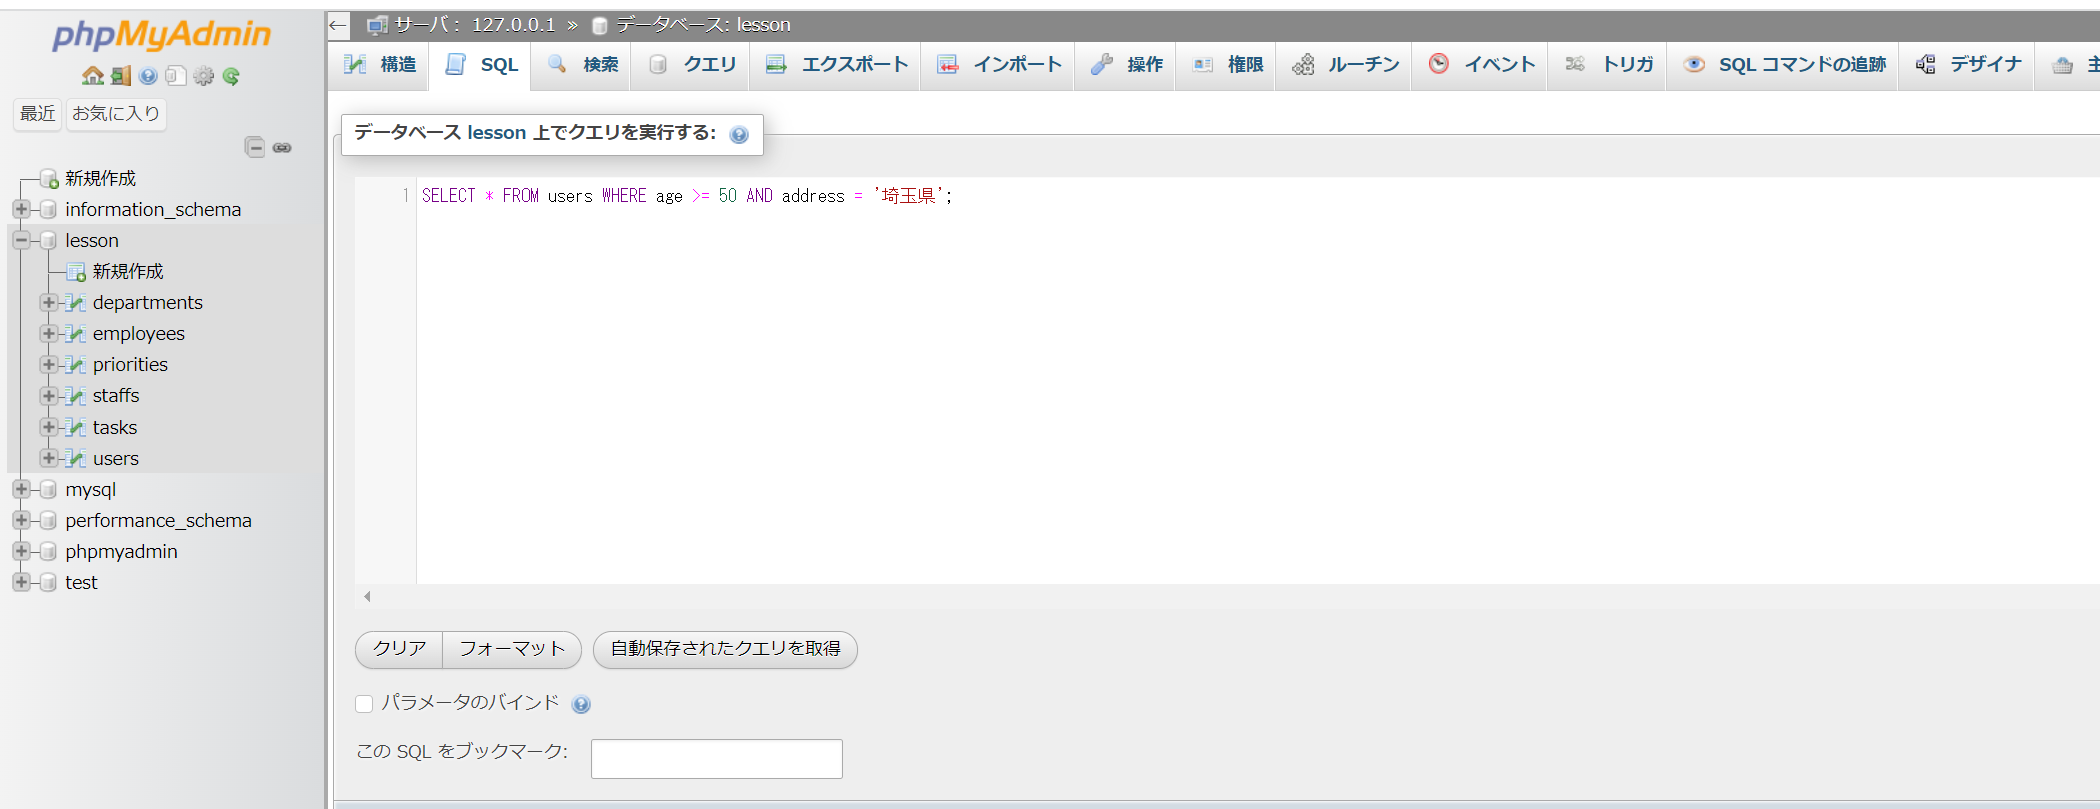 phpMyAdmin
最近 お気に入り
新規作成
information_schema
lesson
新規作成
departments
employees
priorities
staffs
tasks
users
mysql
performance_schema
phpmyadmin
test
← サーバ: 127.0.0.1 » データベース: lesson
構造 SQL 検索 クエリ エクスポート インポート 操作 権限 ルーチン イベント トリガ SQL コマンドの追跡 デザイナ
データベース lesson 上でクエリを実行する:
1 SELECT * FROM users WHERE age >= 50 AND address = '埼玉県';
クリア フォーマット 自動保存されたクエリを取得
パラメータのバインド
この SQL をブックマーク: